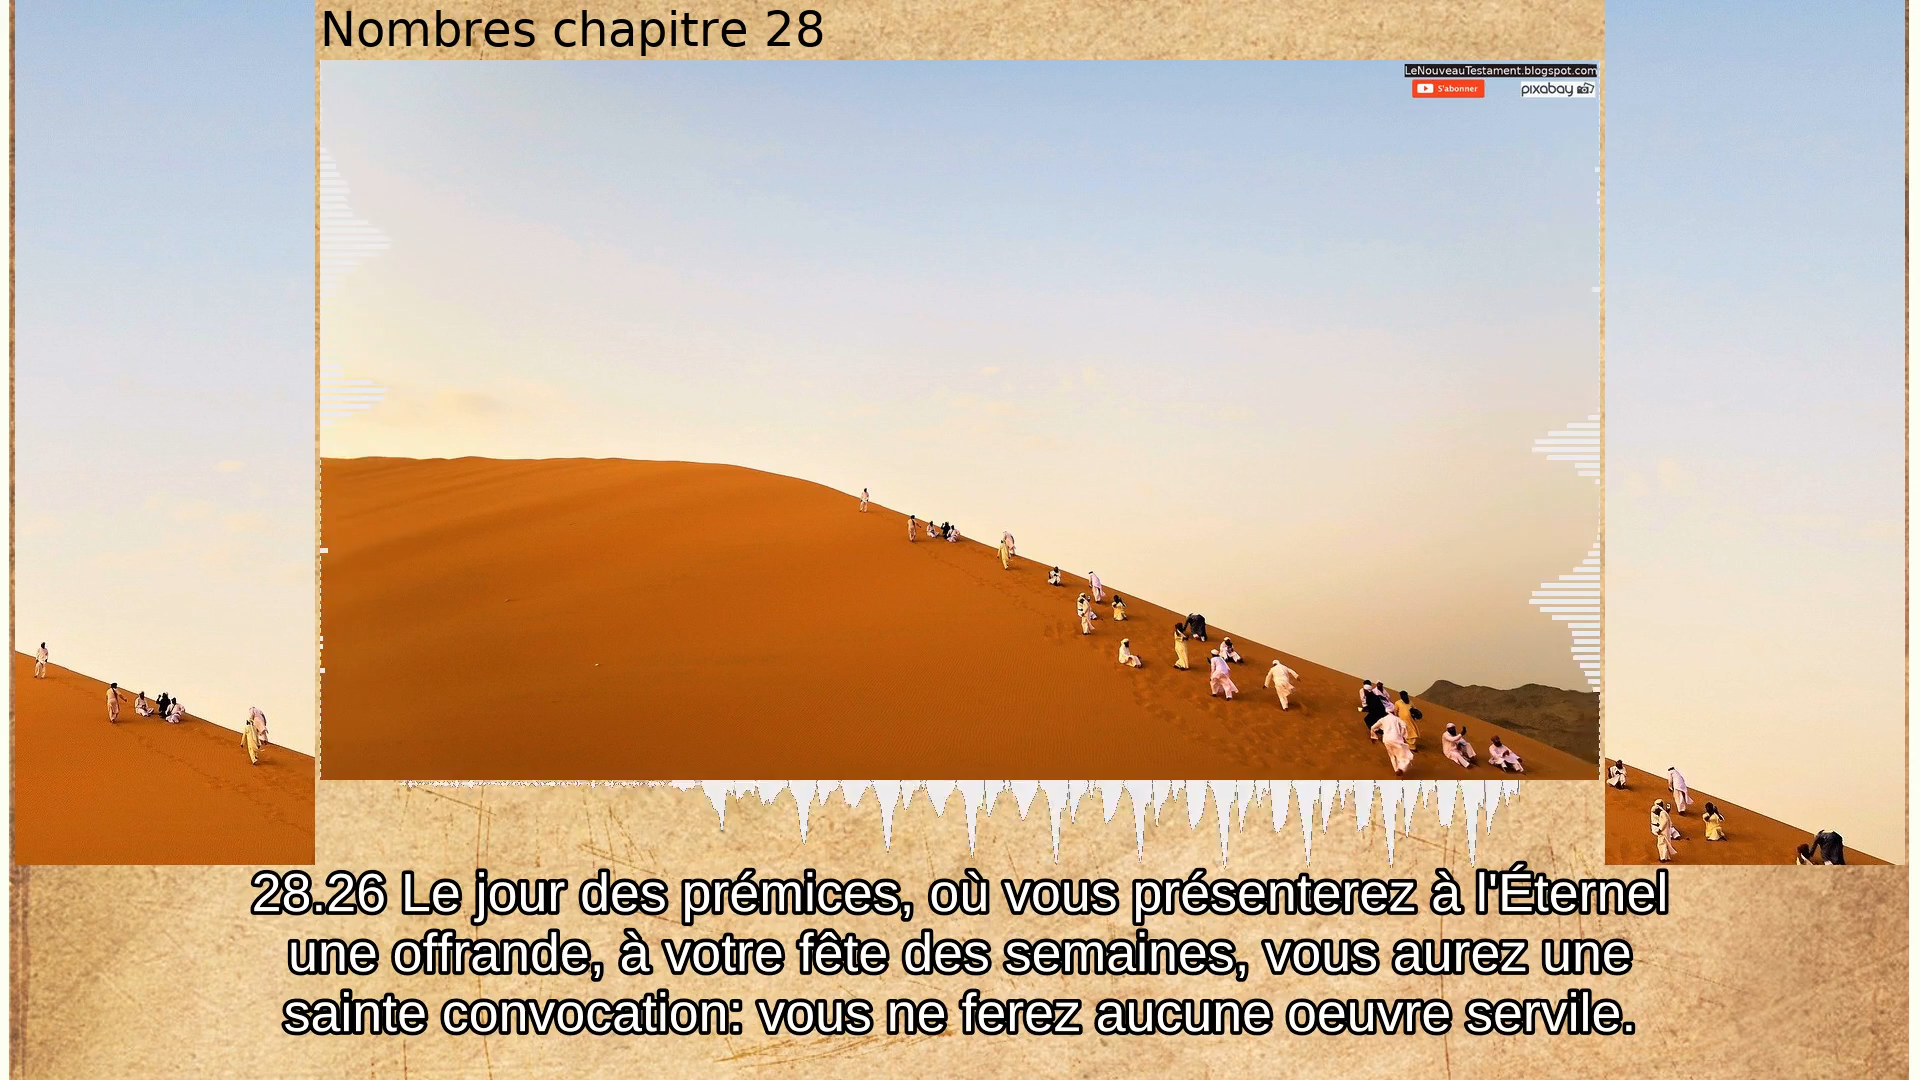 Nombres chapitre 28
LeNouveauTestament.blogspot.com
S'abonner
pixabay
28.26 Le jour des prémices, où vous présenterez à l'Éternel
une offrande, à votre fête des semaines, vous aurez une
sainte convocation: vous ne ferez aucune oeuvre servile.